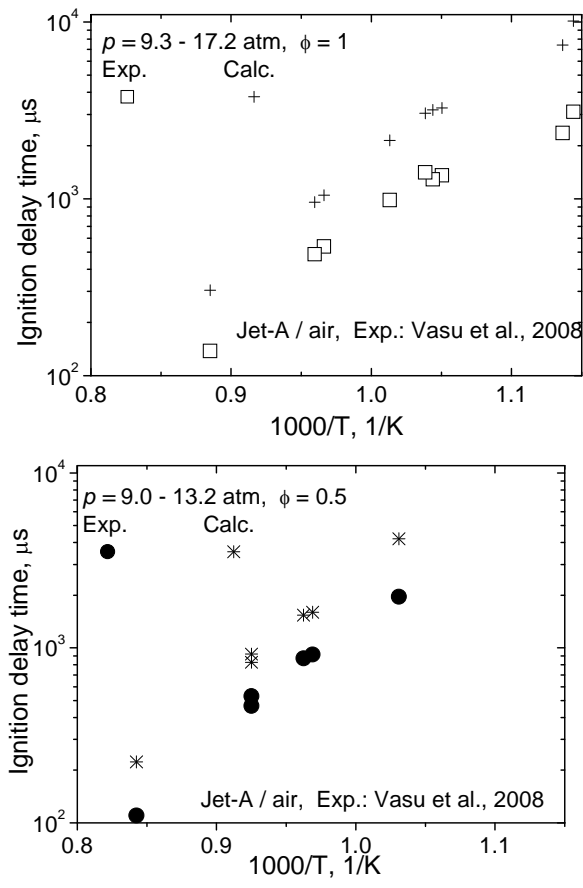 10⁴
p = 9.3 - 17.2 atm, ϕ = 1
Exp. Calc.
Ignition delay time, μs
10³
Jet-A / air, Exp.: Vasu et al., 2008
10²
0.8 0.9 1.0 1.1
1000/T, 1/K
10⁴
p = 9.0 - 13.2 atm, ϕ = 0.5
Exp. Calc.
Ignition delay time, μs
10³
Jet-A / air, Exp.: Vasu et al., 2008
10²
0.8 0.9 1.0 1.1
1000/T, 1/K